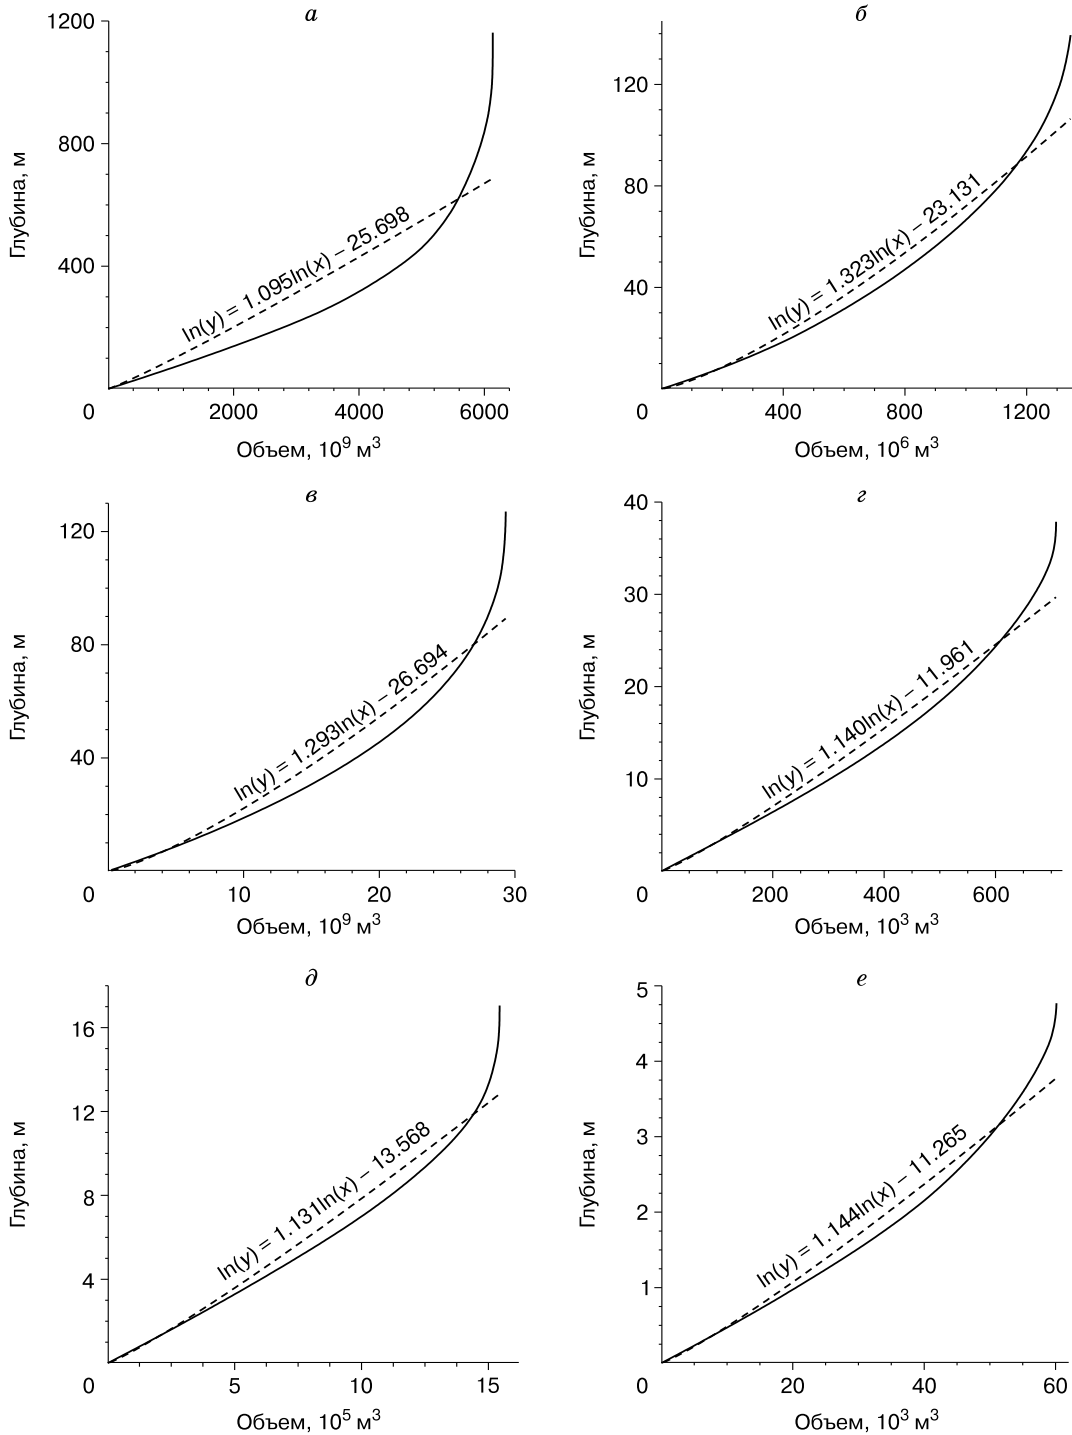 а
1200
800
400
0
2000
4000
6000
Глубина, м
Объем, 10⁹ м³
ln(y) = 1.095ln(x) – 25.698
б
120
80
40
0
400
800
1200
Глубина, м
Объем, 10⁶ м³
ln(y) = 1.323ln(x) – 23.131
в
120
80
40
0
10
20
30
Глубина, м
Объем, 10⁹ м³
ln(y) = 1.293ln(x) – 26.694
г
40
30
20
10
0
200
400
600
Глубина, м
Объем, 10³ м³
ln(y) = 1.140ln(x) – 11.961
д
16
12
8
4
0
5
10
15
Глубина, м
Объем, 10⁵ м³
ln(y) = 1.131ln(x) – 13.568
е
5
4
3
2
1
0
20
40
60
Глубина, м
Объем, 10³ м³
ln(y) = 1.144ln(x) – 11.265